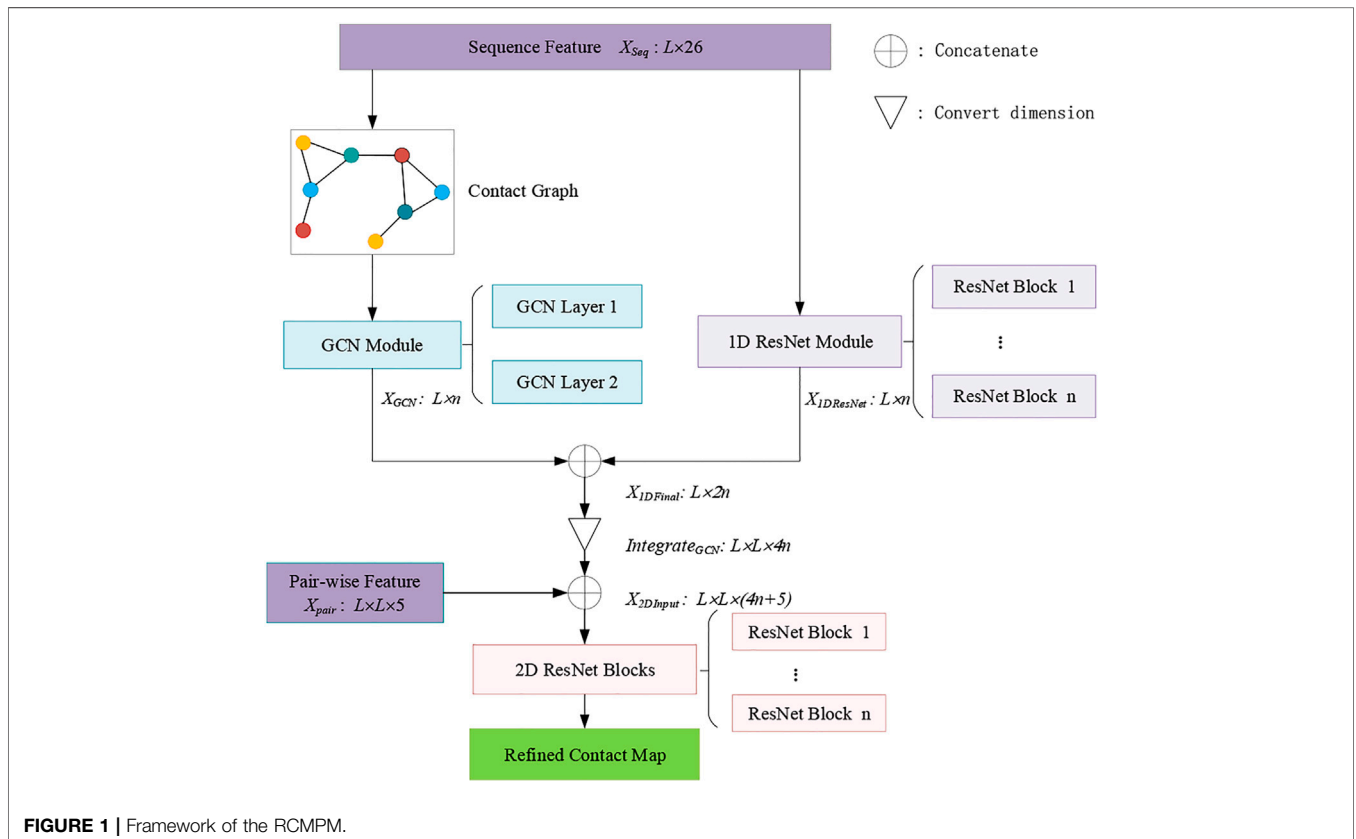 Sequence Feature X_Seq : L×26
: Concatenate
: Convert dimension
Contact Graph
GCN Module
GCN Layer 1
GCN Layer 2
X_GCN : L×n
1D ResNet Module
ResNet Block 1
⋮
ResNet Block n
X_1DResNet : L×n
X_1DFinal : L×2n
Integrate_GCN : L×L×4n
Pair-wise Feature
X_pair : L×L×5
X_2DInput : L×L×(4n+5)
2D ResNet Blocks
ResNet Block 1
⋮
ResNet Block n
Refined Contact Map
FIGURE 1 | Framework of the RCMPM.